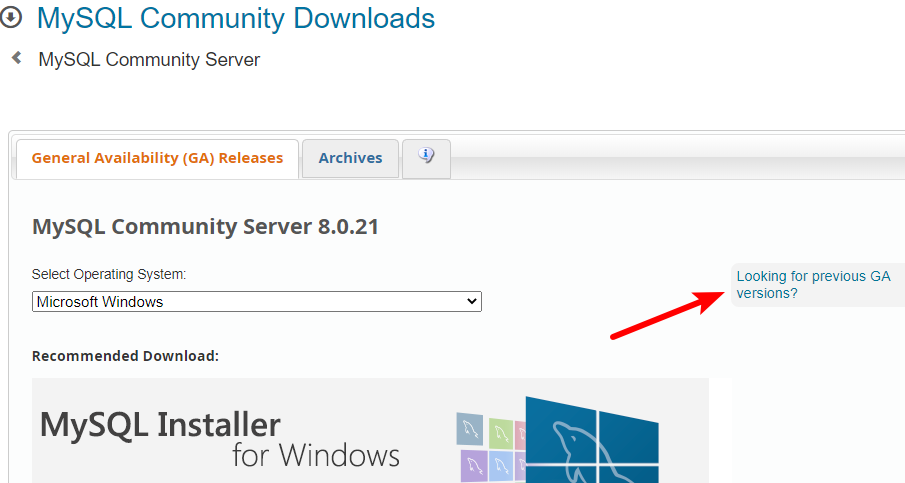 MySQL Community Downloads
MySQL Community Server
General Availability (GA) Releases
Archives
MySQL Community Server 8.0.21
Select Operating System:
Microsoft Windows
Looking for previous GA
versions?
Recommended Download:
MySQL Installer
for Windows